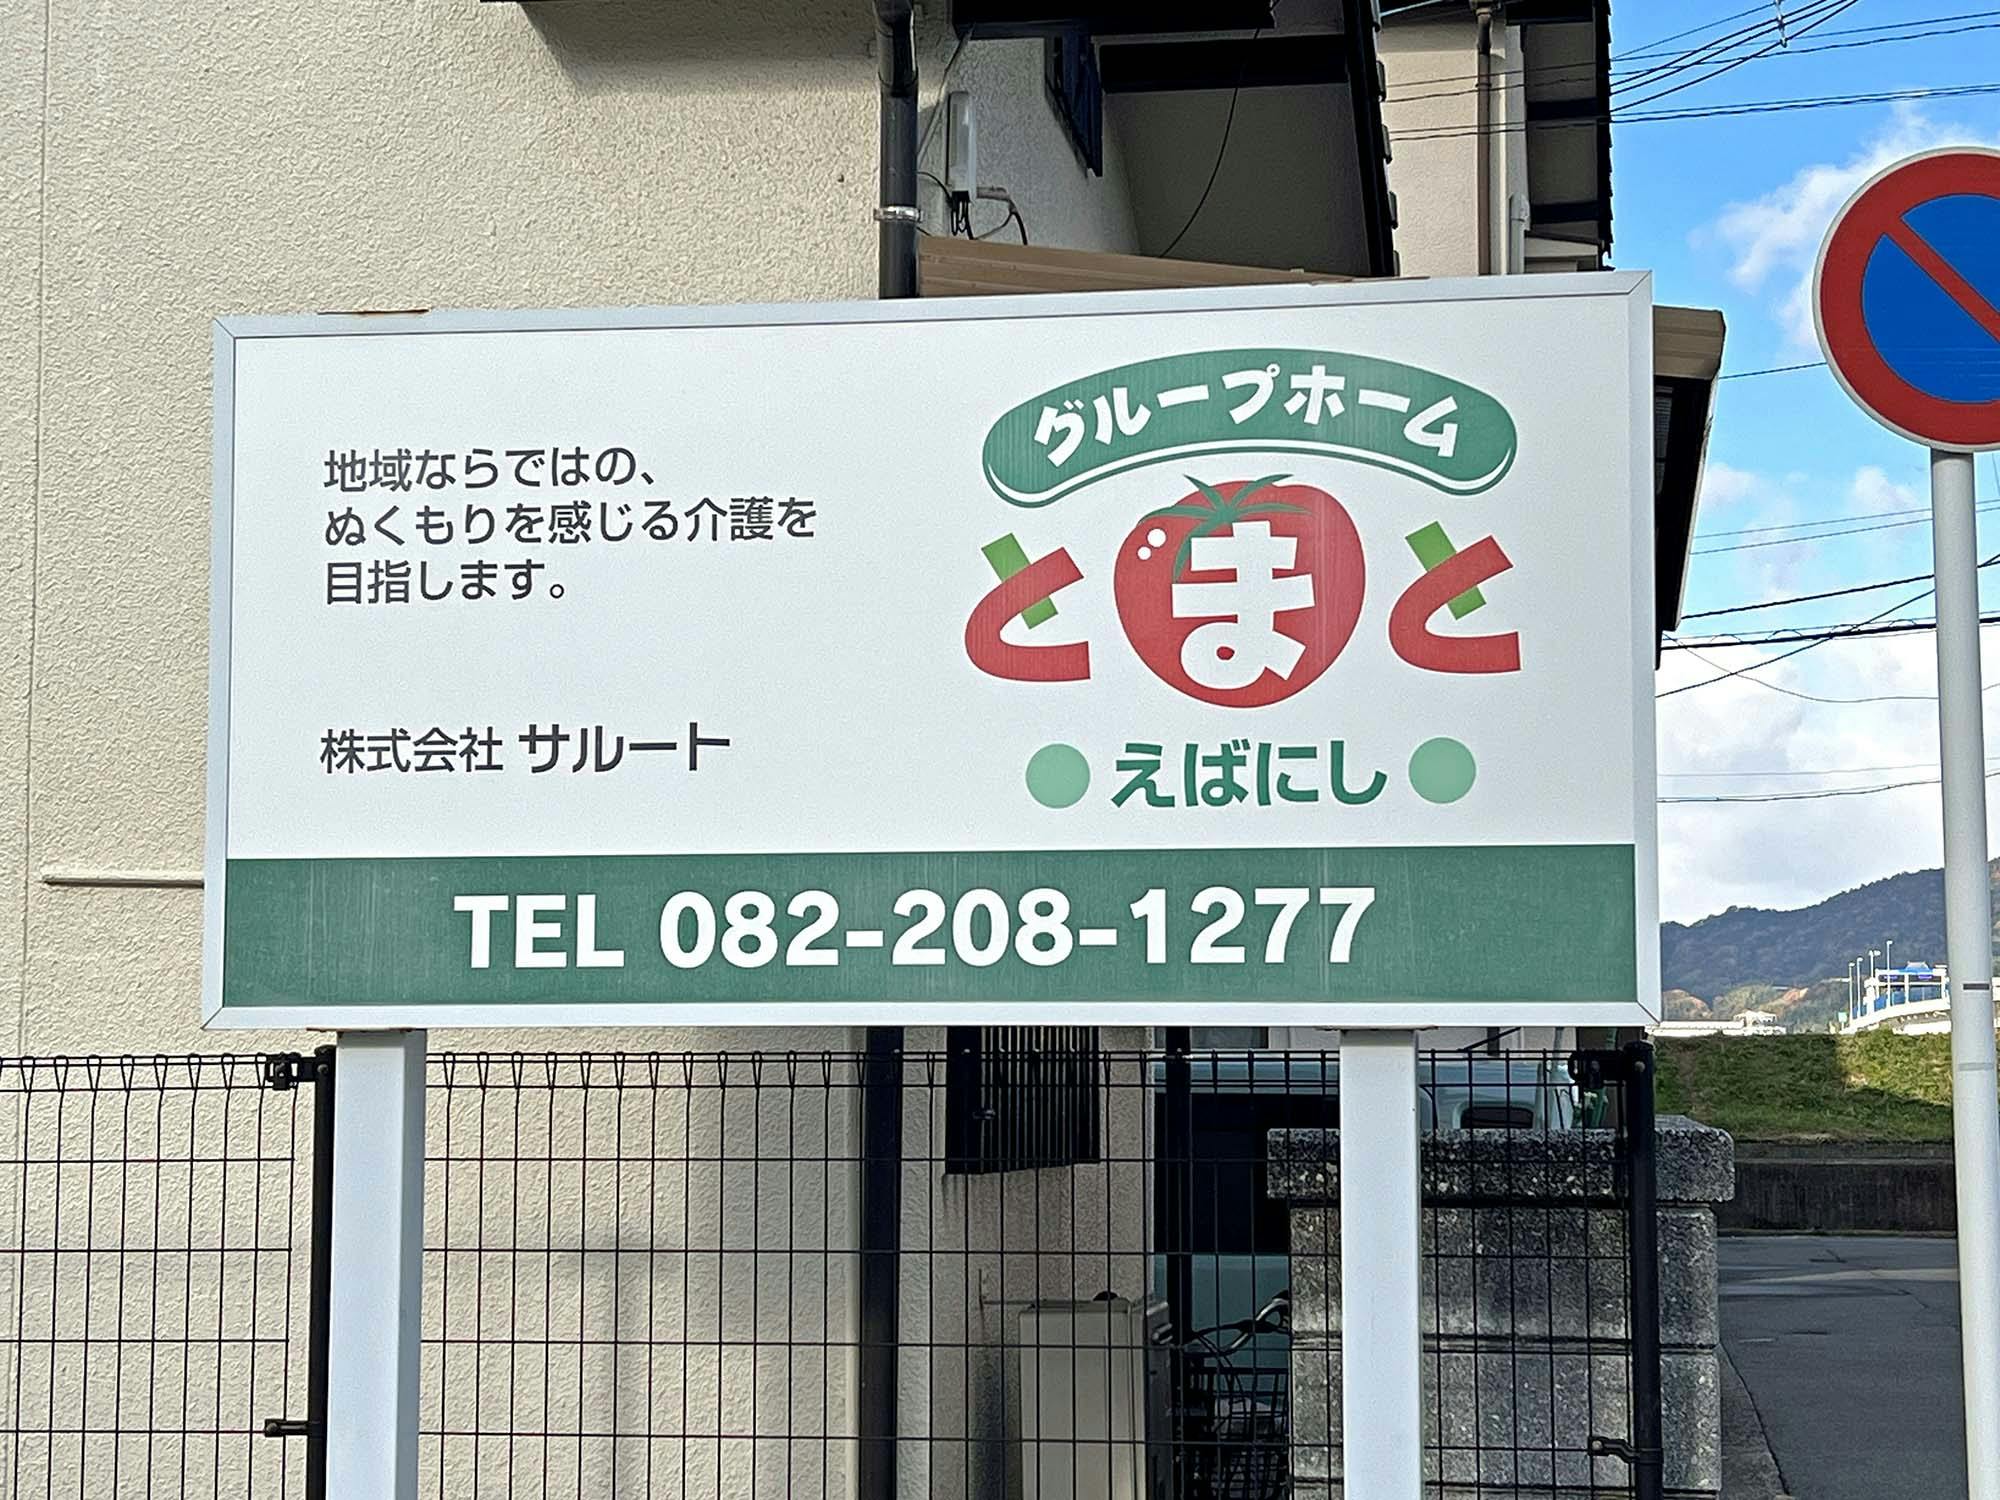 地域ならではの、
ぬくもりを感じる介護を
目指します。
株式会社 サルート
グループホーム
とまと
えばにし
TEL 082-208-1277